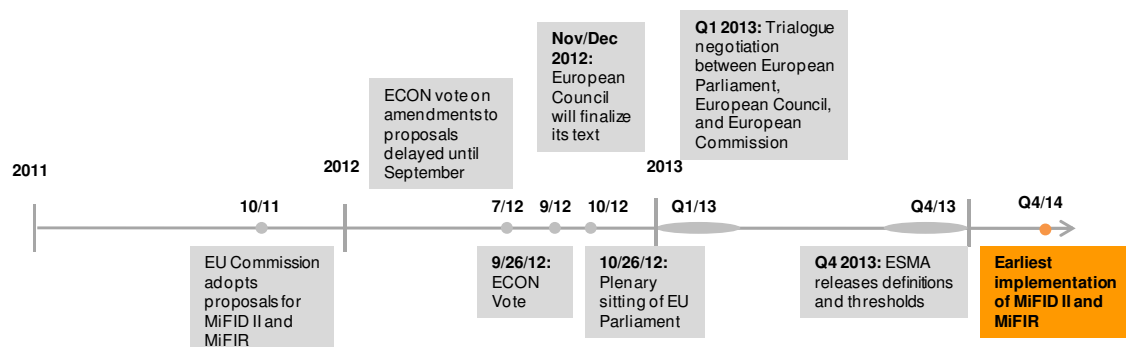 Nov/Dec
2012:
European
Council
will finalize
its text
Q1 2013: Trialogue
negotiation
between European
Parliament,
European Council,
and European
Commission
ECON vote on
amendments to
proposals
delayed until
September
2011
2012
2013
10/11
7/12
9/12
10/12
Q1/13
Q4/13
Q4/14
EU Commission
adopts
proposals for
MiFID II and
MiFIR
9/26/12:
ECON
Vote
10/26/12:
Plenary
sitting of EU
Parliament
Q4 2013: ESMA
releases definitions
and thresholds
Earliest
implementation
of MiFID II and
MiFIR